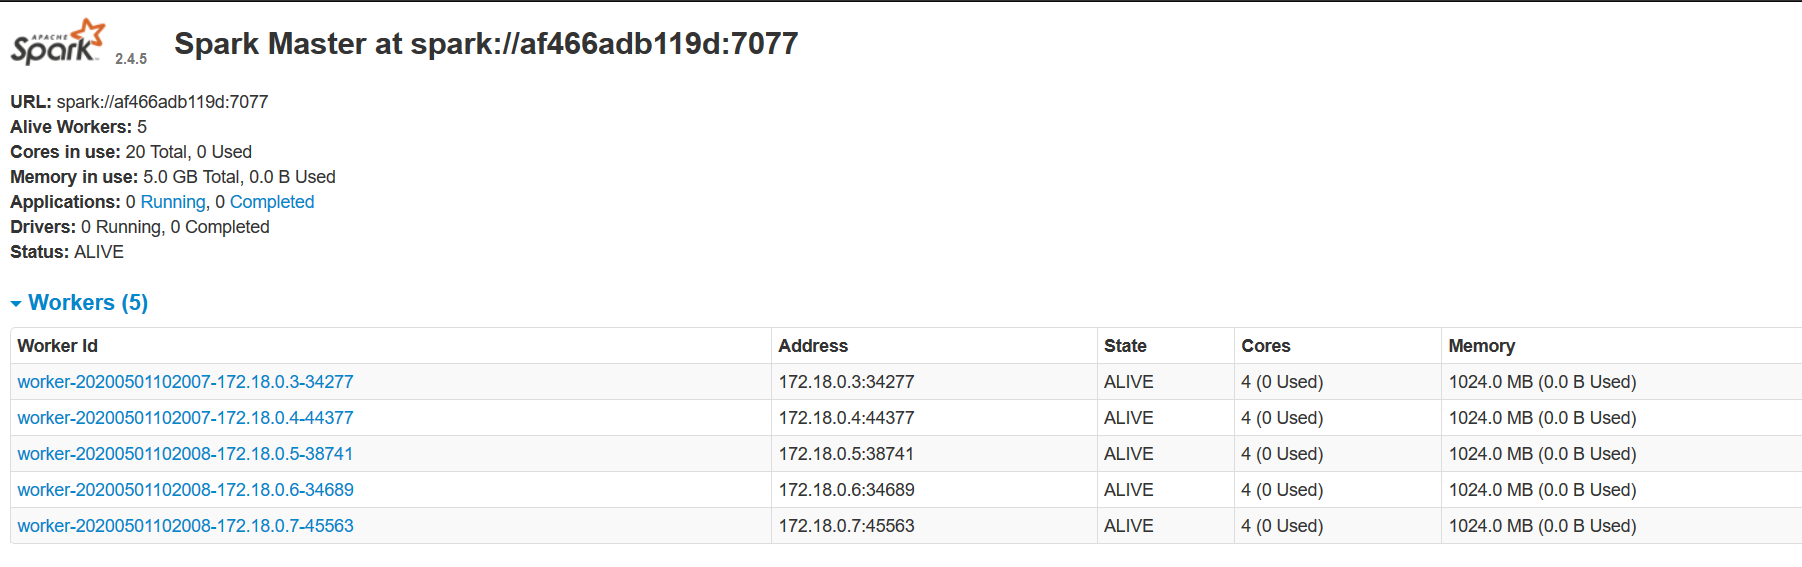 APACHE
Spark 2.4.5 Spark Master at spark://af466adb119d:7077
URL: spark://af466adb119d:7077
Alive Workers: 5
Cores in use: 20 Total, 0 Used
Memory in use: 5.0 GB Total, 0.0 B Used
Applications: 0 Running, 0 Completed
Drivers: 0 Running, 0 Completed
Status: ALIVE
Workers (5)
Worker Id Address State Cores Memory
worker-20200501102007-172.18.0.3-34277 172.18.0.3:34277 ALIVE 4 (0 Used) 1024.0 MB (0.0 B Used)
worker-20200501102007-172.18.0.4-44377 172.18.0.4:44377 ALIVE 4 (0 Used) 1024.0 MB (0.0 B Used)
worker-20200501102008-172.18.0.5-38741 172.18.0.5:38741 ALIVE 4 (0 Used) 1024.0 MB (0.0 B Used)
worker-20200501102008-172.18.0.6-34689 172.18.0.6:34689 ALIVE 4 (0 Used) 1024.0 MB (0.0 B Used)
worker-20200501102008-172.18.0.7-45563 172.18.0.7:45563 ALIVE 4 (0 Used) 1024.0 MB (0.0 B Used)